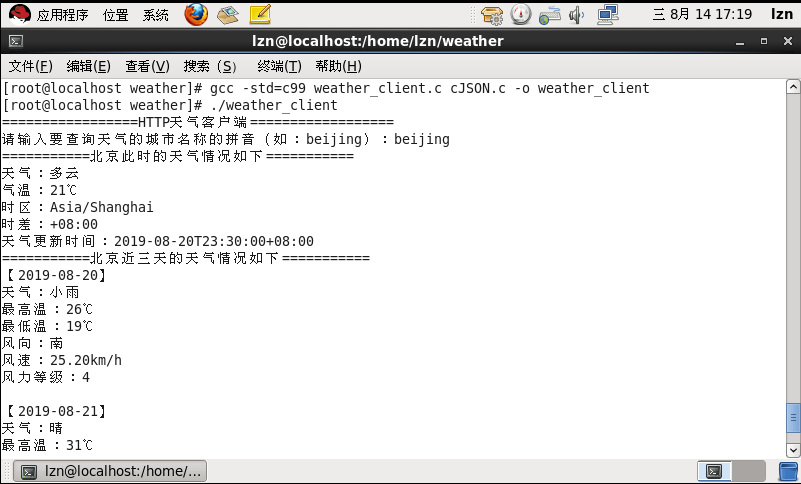 应用程序 位置 系统 三 8月 14 17:19 lzn
lzn@localhost:/home/lzn/weather
文件(F) 编辑(E) 查看(V) 搜索 (S) 终端(T) 帮助(H)
[root@localhost weather]# gcc -std=c99 weather_client.c cJSON.c -o weather_client
[root@localhost weather]# ./weather_client
=================HTTP天气客户端==================
请输入要查询天气的城市名称的拼音（如：beijing）：beijing
===========北京此时的天气情况如下===========
天气：多云
气温：21℃
时区：Asia/Shanghai
时差：+08:00
天气更新时间：2019-08-20T23:30:00+08:00
===========北京近三天的天气情况如下===========
【2019-08-20】
天气：小雨
最高温：26℃
最低温：19℃
风向：南
风速：25.20km/h
风力等级：4
【2019-08-21】
天气：晴
最高温：31℃
lzn@localhost:/home/...